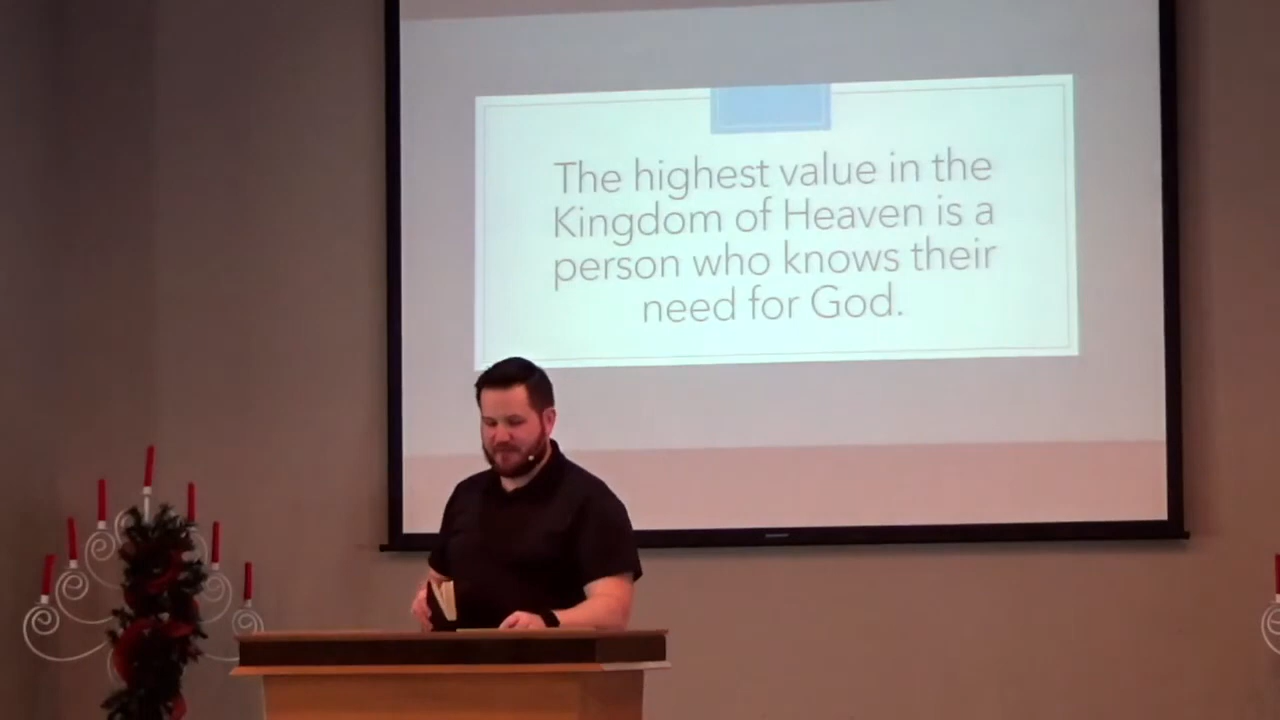 The highest value in the
Kingdom of Heaven is a
person who knows their
need for God.